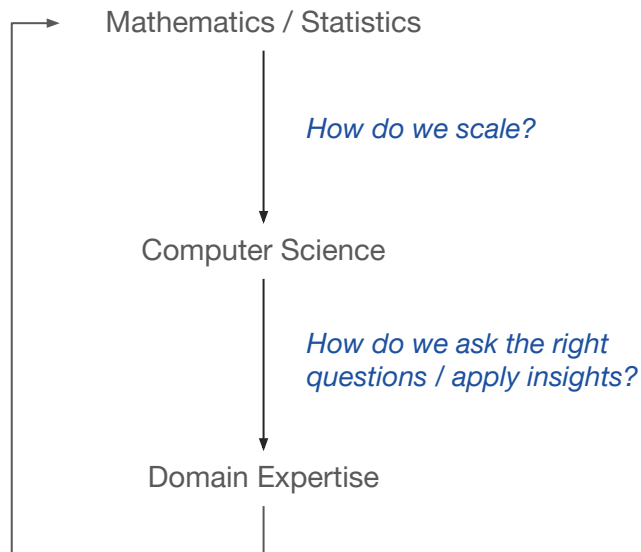 Mathematics / Statistics
How do we scale?
Computer Science
How do we ask the right
questions / apply insights?
Domain Expertise